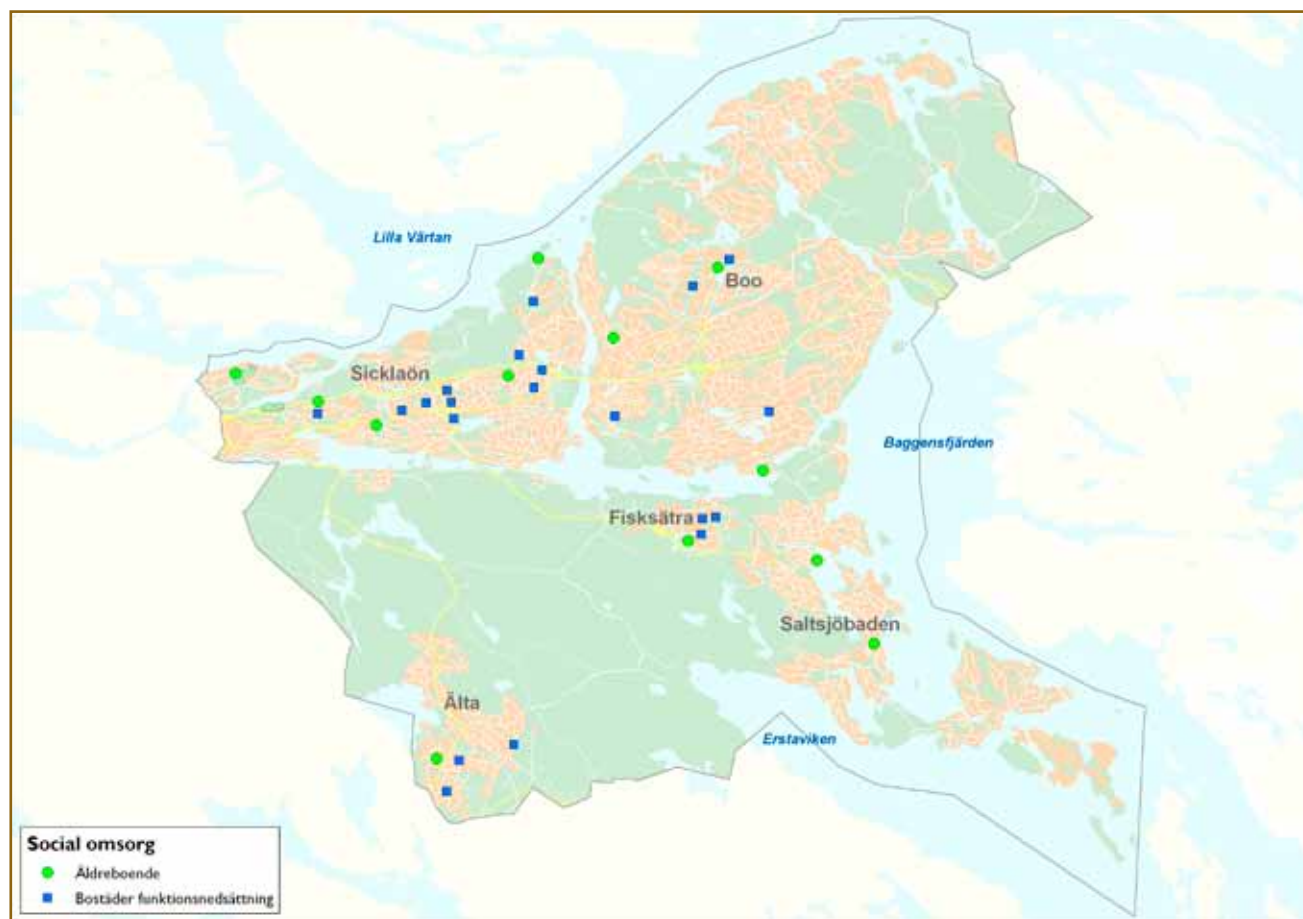 Lilla Värtan
Boo
Sicklaön
Baggensfjärden
Fisksätra
Saltsjöbaden
Älta
Erstaviken
Social omsorg
Äldreboende
Bostäder funktionsnedsättning